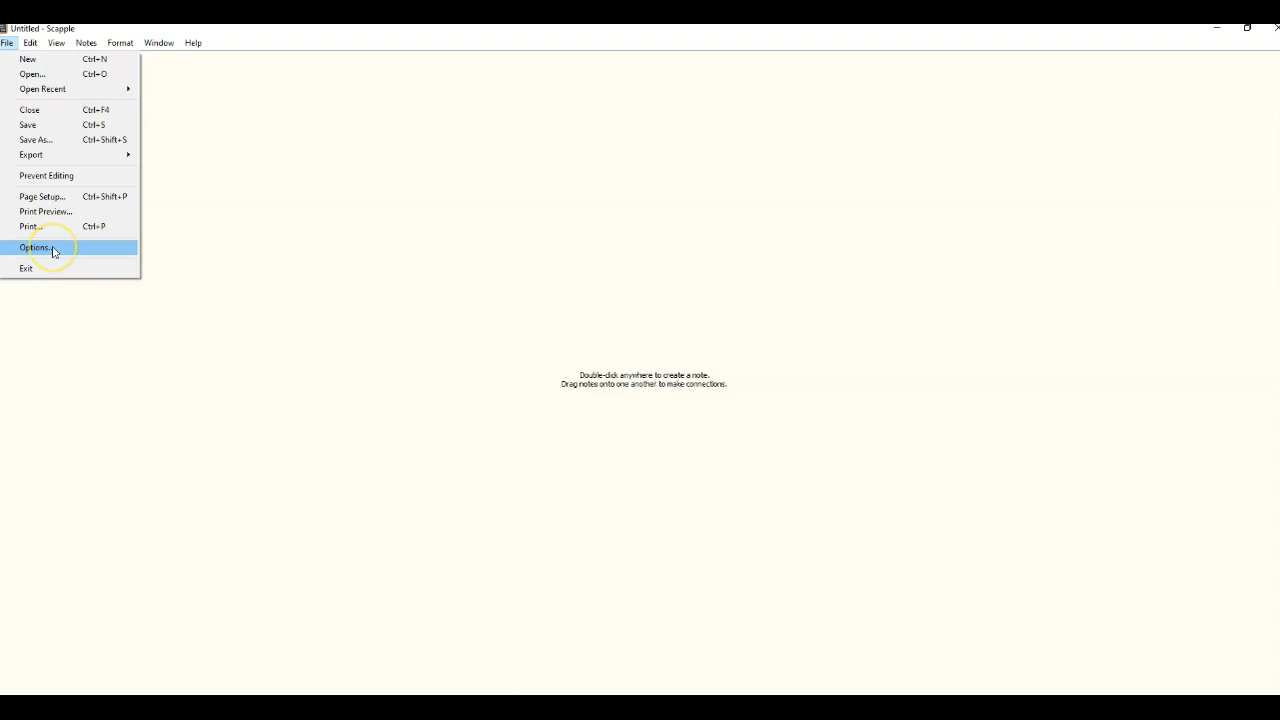 Untitled - Scapple
File Edit View Notes Format Window Help
New Ctrl+N
Open... Ctrl+O
Open Recent
Close Ctrl+F4
Save Ctrl+S
Save As... Ctrl+Shift+S
Export
Prevent Editing
Page Setup... Ctrl+Shift+P
Print Preview...
Print... Ctrl+P
Options...
Exit
Double-click anywhere to create a note.
Drag notes onto one another to make connections.